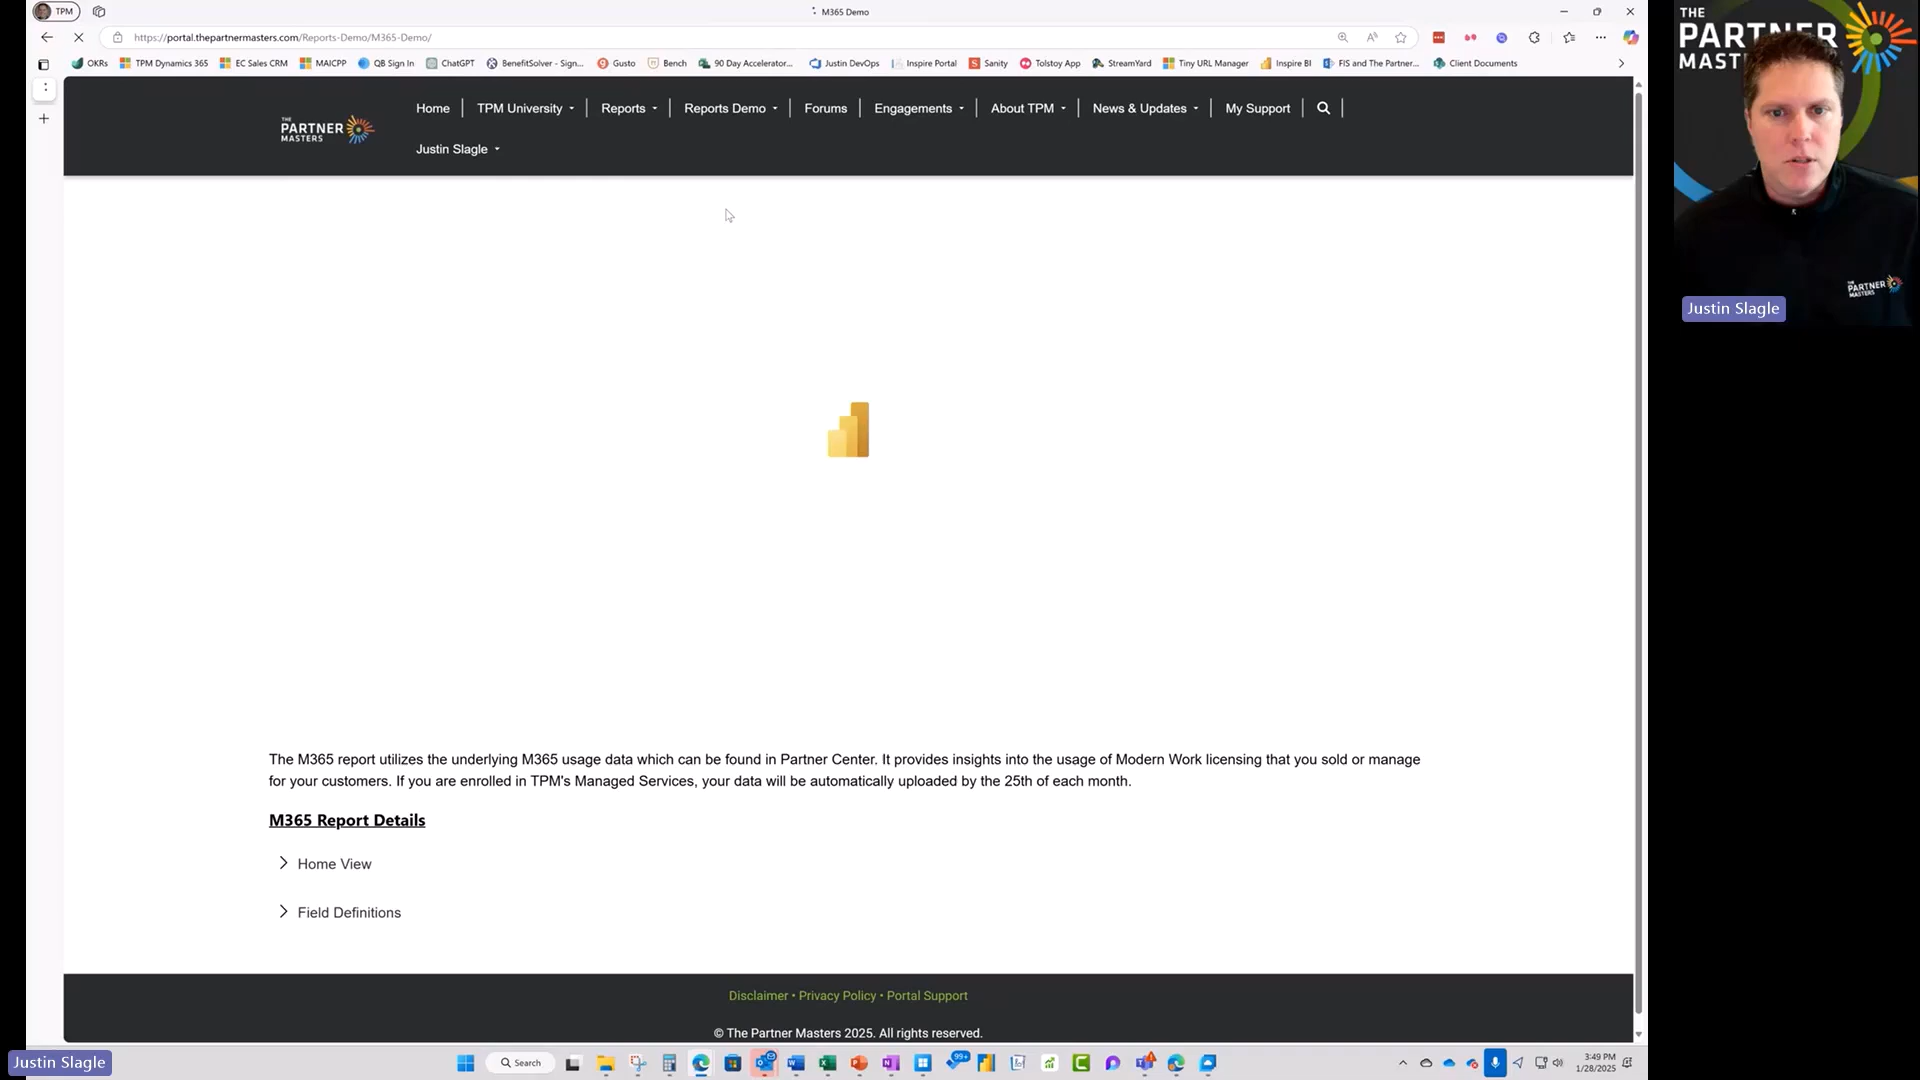 TPM
M365 Demo
https://portal.thepartnermasters.com/Reports-Demo/M365-Demo/
OKRs TPM Dynamics 365 EC Sales CRM MAICPP QB Sign In ChatGPT BenefitSolver - Sign... Gusto Bench 90 Day Accelerator... Justin DevOps Inspire Portal Sanity Tolstoy App StreamYard Tiny URL Manager Inspire BI FIS and The Partner... Client Documents
Home TPM University Reports Reports Demo Forums Engagements About TPM News & Updates My Support
THE
PARTNER
MASTERS
Justin Slagle
The M365 report utilizes the underlying M365 usage data which can be found in Partner Center. It provides insights into the usage of Modern Work licensing that you sold or manage
for your customers. If you are enrolled in TPM's Managed Services, your data will be automatically uploaded by the 25th of each month.
M365 Report Details
Home View
Field Definitions
Disclaimer • Privacy Policy • Portal Support
© The Partner Masters 2025. All rights reserved.
Search
99+
3:49 PM
1/28/2025
Justin Slagle
THE
PARTNER
THE
PARTNER
MASTERS
Justin Slagle